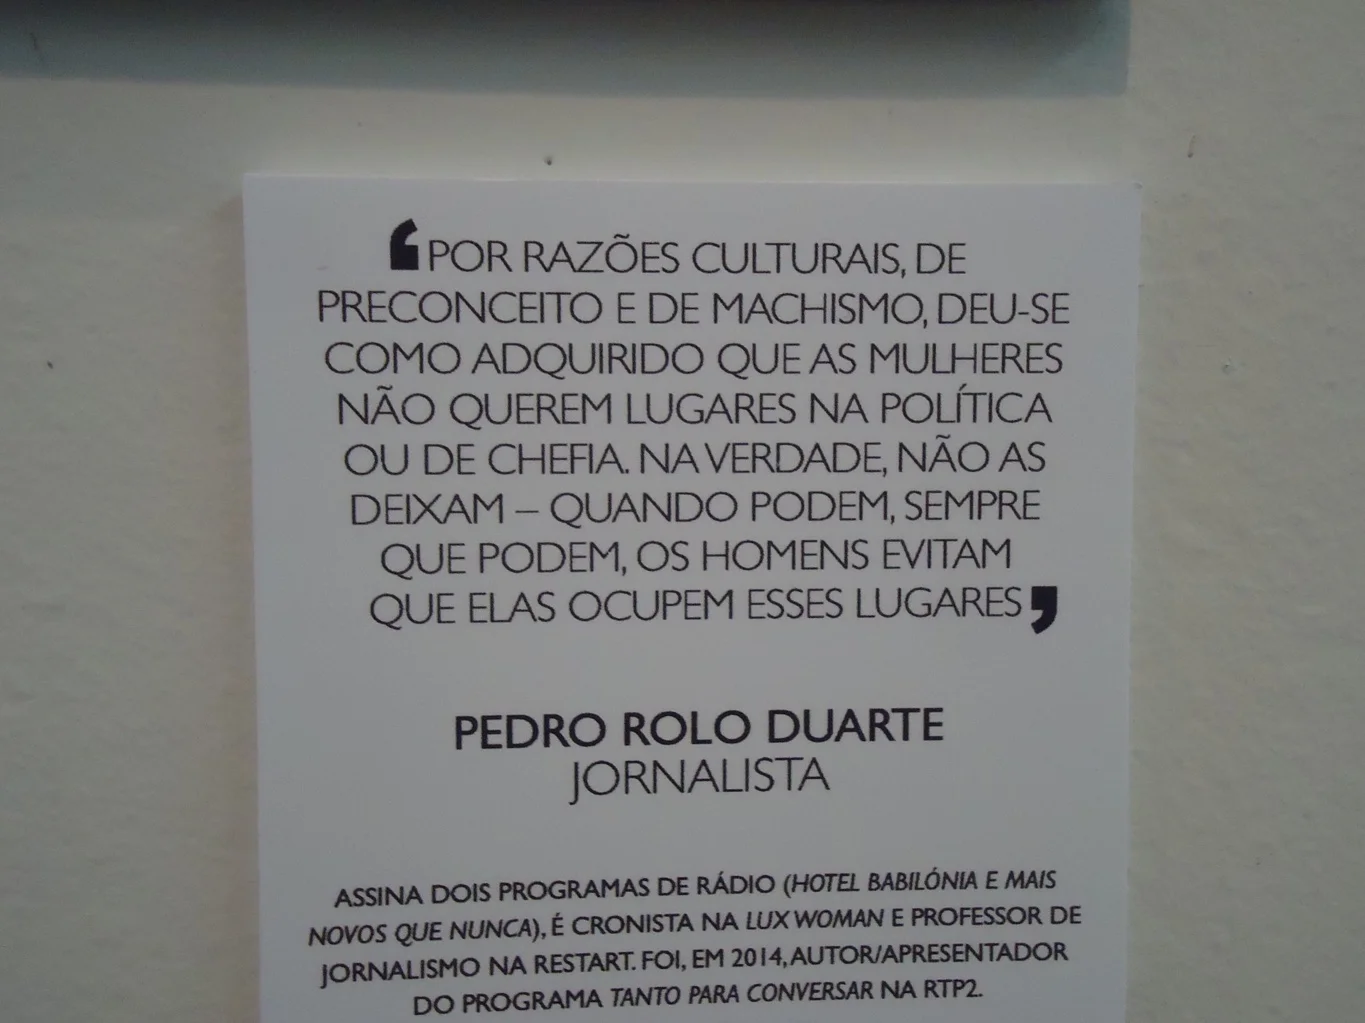 ‘POR RAZÕES CULTURAIS, DE
PRECONCEITO E DE MACHISMO, DEU-SE
COMO ADQUIRIDO QUE AS MULHERES
NÃO QUEREM LUGARES NA POLÍTICA
OU DE CHEFIA. NA VERDADE, NÃO AS
DEIXAM – QUANDO PODEM, SEMPRE
QUE PODEM, OS HOMENS EVITAM
QUE ELAS OCUPEM ESSES LUGARES’
PEDRO ROLO DUARTE
JORNALISTA
ASSINA DOIS PROGRAMAS DE RÁDIO (HOTEL BABILÓNIA E MAIS
NOVOS QUE NUNCA), É CRONISTA NA LUX WOMAN E PROFESSOR DE
JORNALISMO NA RESTART. FOI, EM 2014, AUTOR/APRESENTADOR
DO PROGRAMA TANTO PARA CONVERSAR NA RTP2.